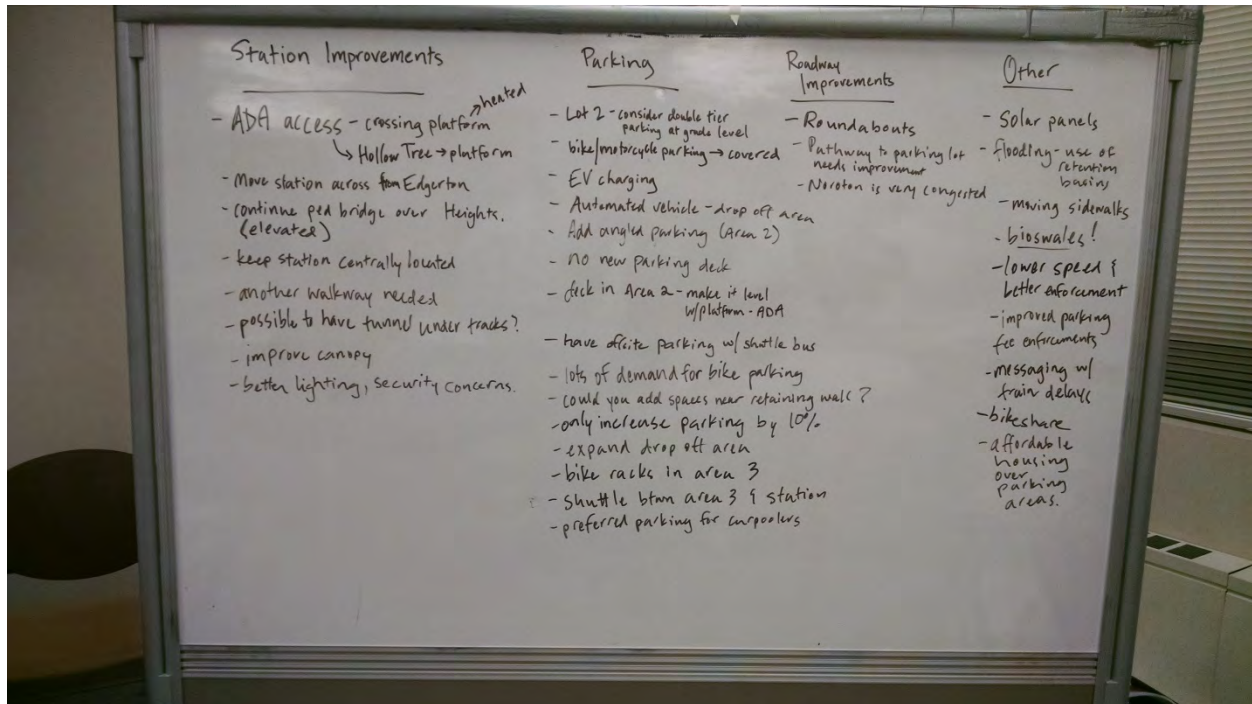 Station Improvements
- ADA access - crossing platform → heated
↳ Hollow Tree → platform
- Move station across from Edgerton
- continue ped bridge over Heights.
(elevated)
- keep station centrally located
- another walkway needed
- possible to have tunnel under tracks?
- improve canopy
- better lighting, security concerns.
Parking
- Lot 2 - consider double tier
parking at grade level
- bike/motorcycle parking → covered
- EV charging
- Automated vehicle - drop off area
- Add angled parking (Area 2)
- no new parking deck
- deck in Area 2 - make it level
w/platform - ADA
- have offsite parking w/ shuttle bus
- lots of demand for bike parking
- could you add spaces near retaining wall?
- only increase parking by 10%
- expand drop off area
- bike racks in area 3
- shuttle btwn area 3 & station
- preferred parking for carpoolers
Roadway
Improvements
- Roundabouts
- Pathway to parking lot
needs improvement
- Noroton is very congested
Other
- Solar panels
- flooding - use of
retention
basins
- moving sidewalks
- bioswales!
- lower speed &
better enforcement
- improved parking
fee enforcements
- messaging w/
train delays
- bikeshare
- affordable
housing
over
parking
areas.